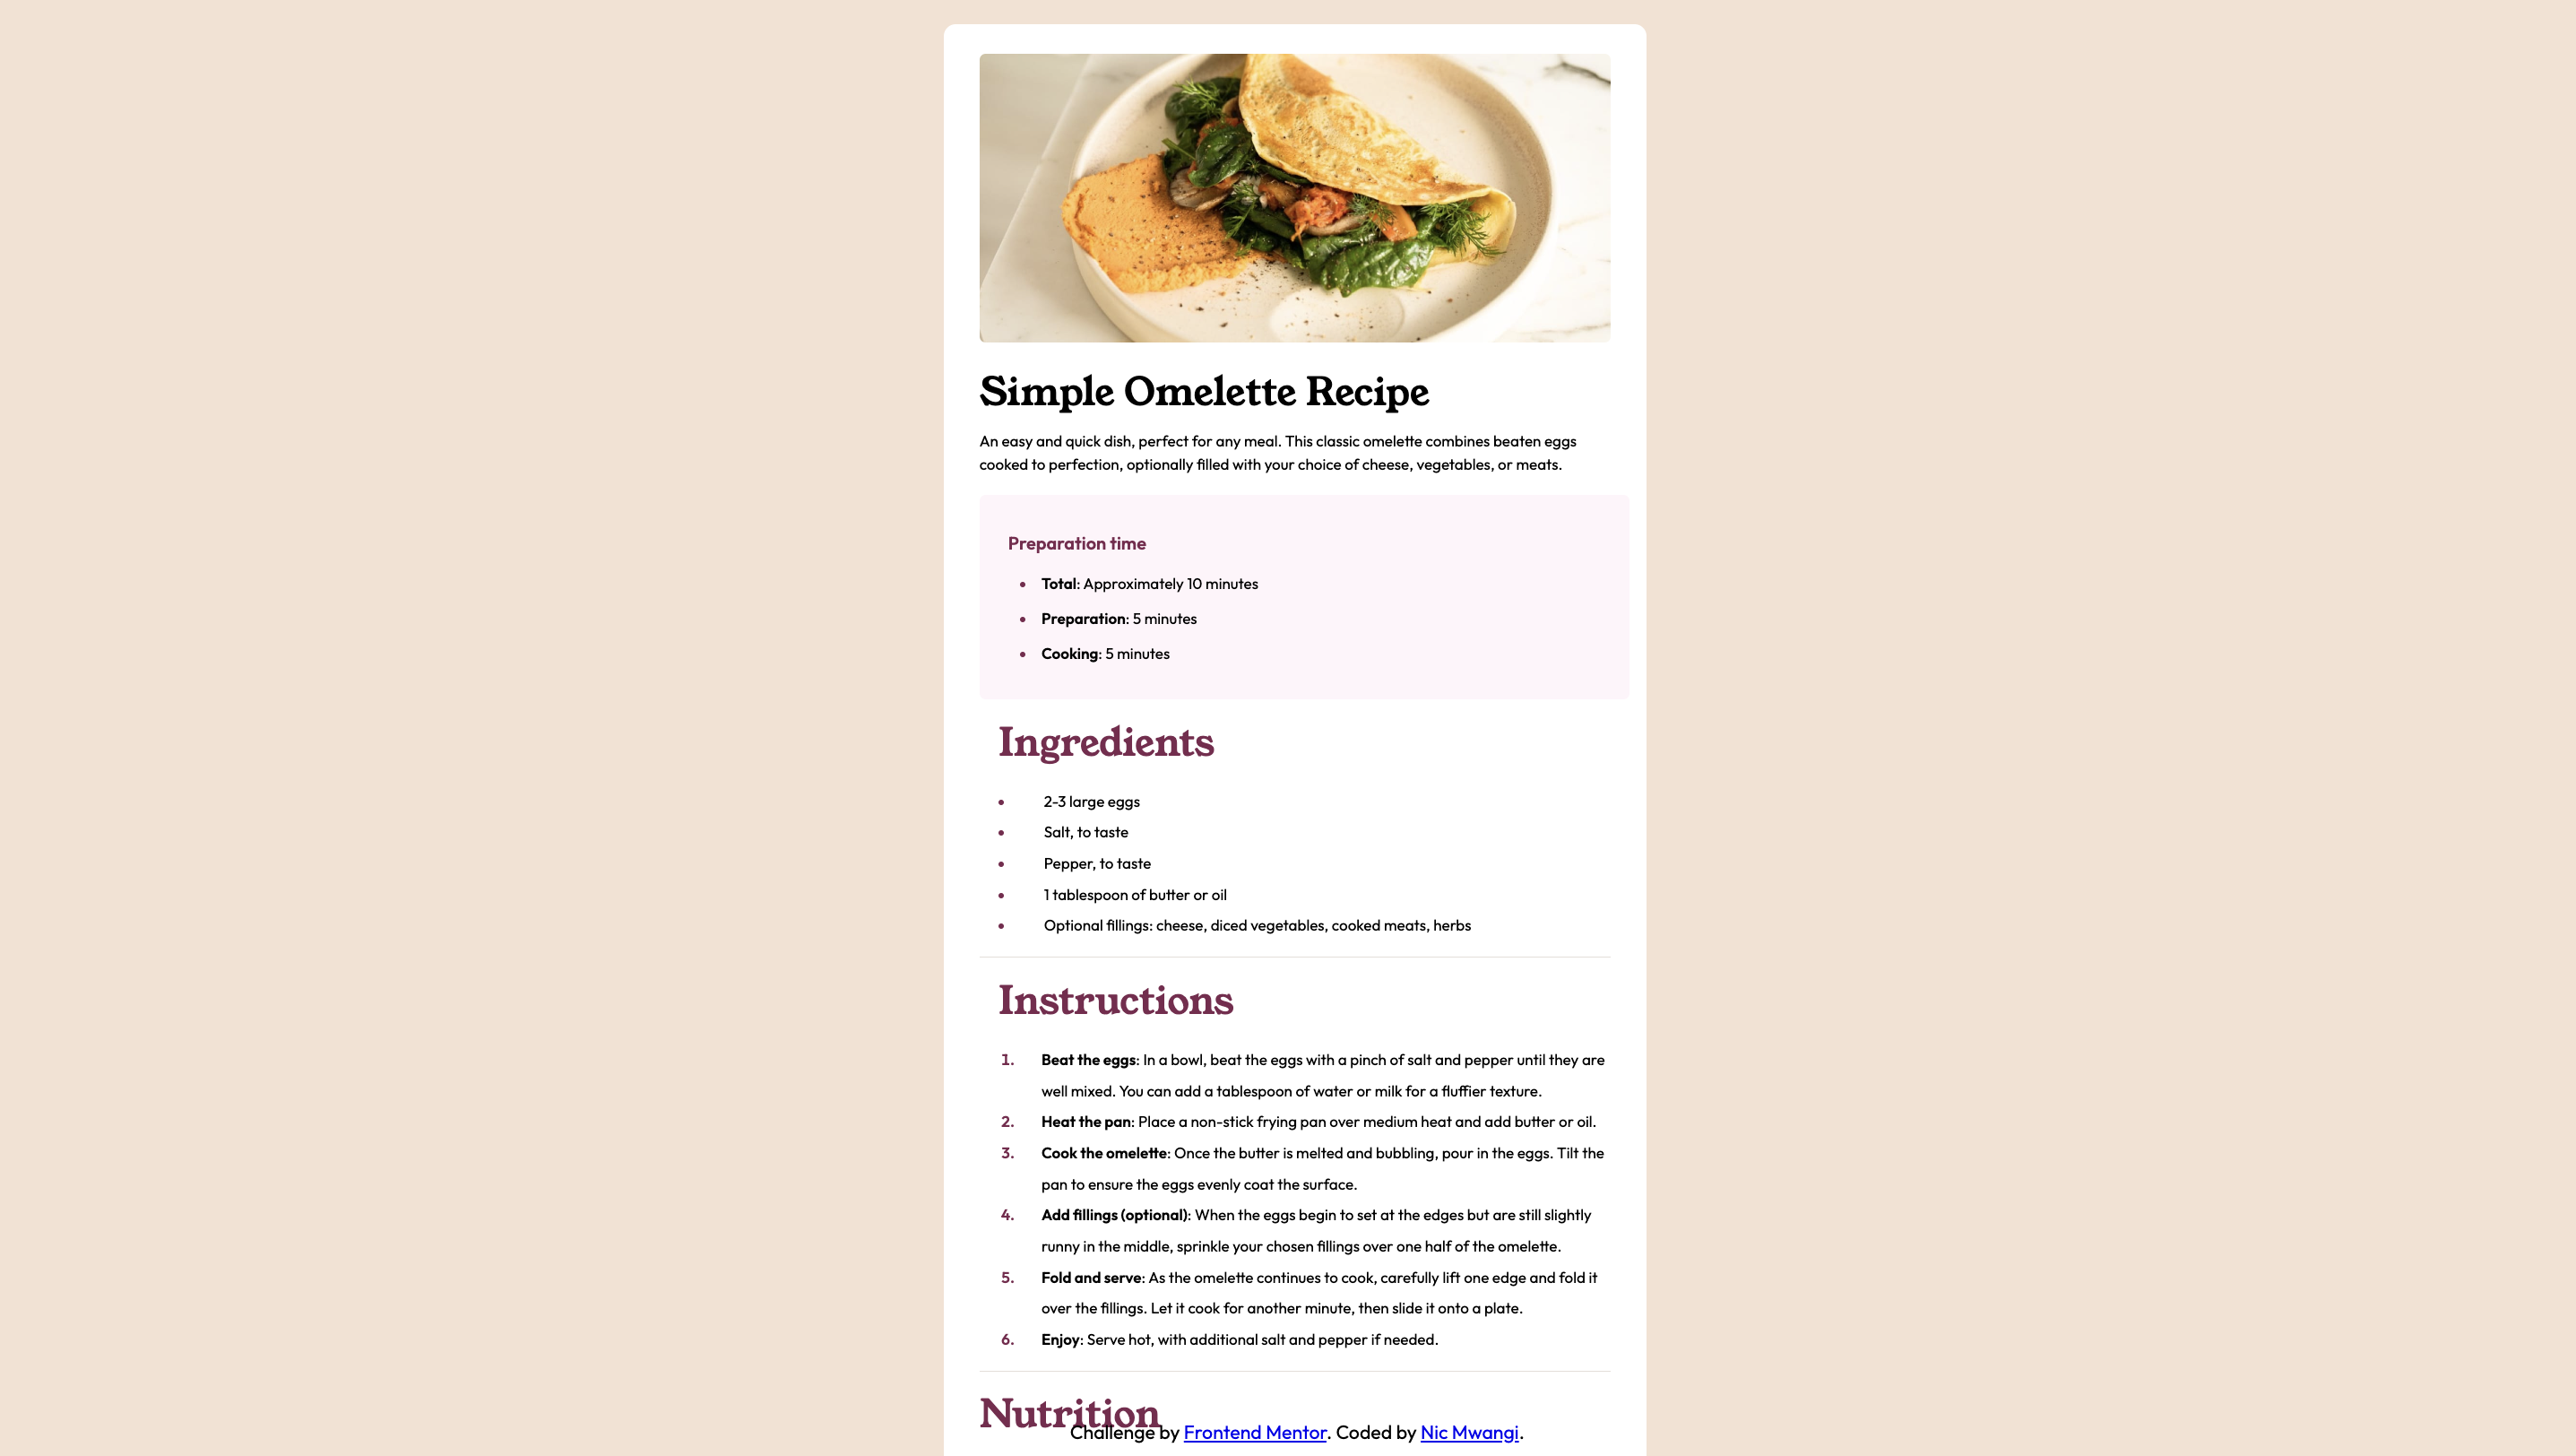 Simple Omelette Recipe
An easy and quick dish, perfect for any meal. This classic omelette combines beaten eggs
cooked to perfection, optionally filled with your choice of cheese, vegetables, or meats.
Preparation time
• Total: Approximately 10 minutes
• Preparation: 5 minutes
• Cooking: 5 minutes
Ingredients
• 2-3 large eggs
• Salt, to taste
• Pepper, to taste
• 1 tablespoon of butter or oil
• Optional fillings: cheese, diced vegetables, cooked meats, herbs
Instructions
1. Beat the eggs: In a bowl, beat the eggs with a pinch of salt and pepper until they are
well mixed. You can add a tablespoon of water or milk for a fluffier texture.
2. Heat the pan: Place a non-stick frying pan over medium heat and add butter or oil.
3. Cook the omelette: Once the butter is melted and bubbling, pour in the eggs. Tilt the
pan to ensure the eggs evenly coat the surface.
4. Add fillings (optional): When the eggs begin to set at the edges but are still slightly
runny in the middle, sprinkle your chosen fillings over one half of the omelette.
5. Fold and serve: As the omelette continues to cook, carefully lift one edge and fold it
over the fillings. Let it cook for another minute, then slide it onto a plate.
6. Enjoy: Serve hot, with additional salt and pepper if needed.
Nutrition
Challenge by Frontend Mentor. Coded by Nic Mwangi.